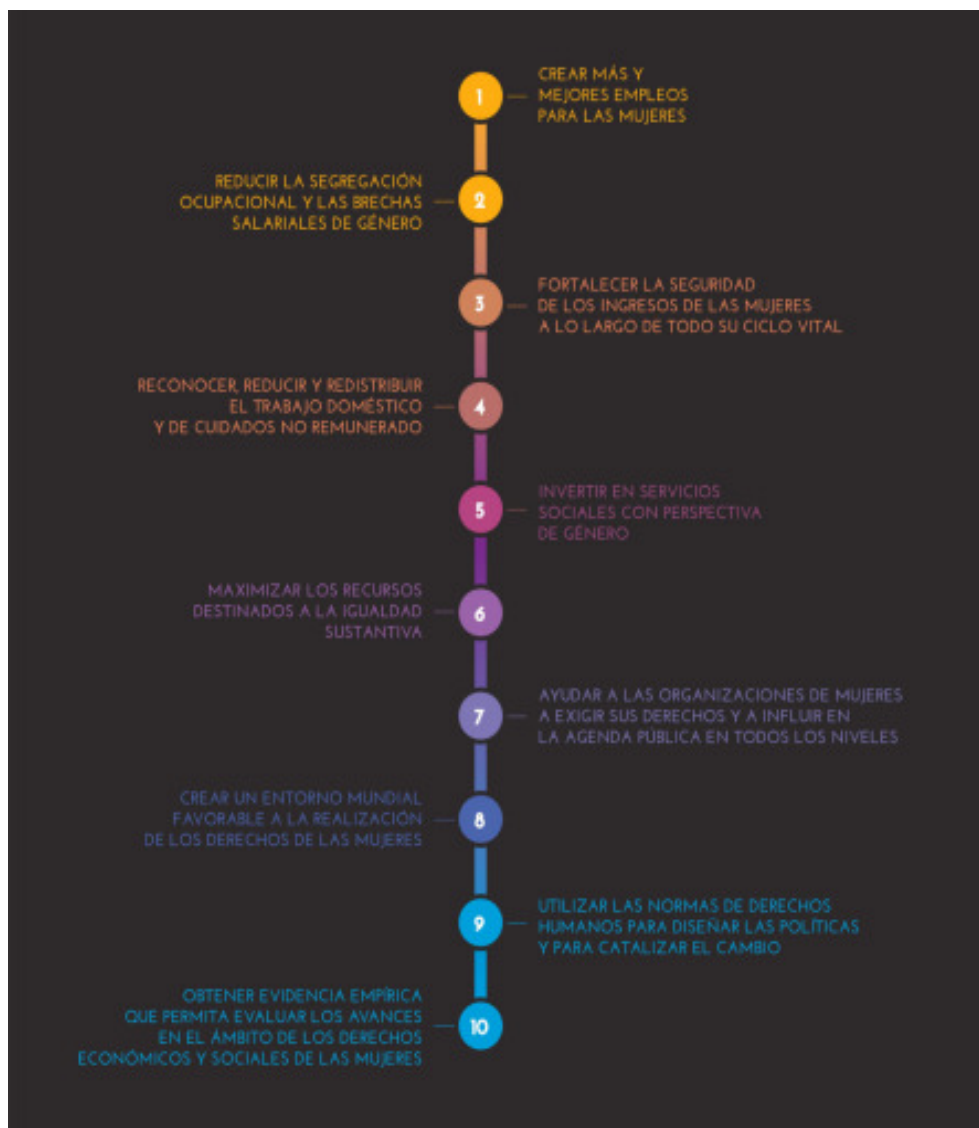 1
CREAR MÁS Y
MEJORES EMPLEOS
PARA LAS MUJERES
2
REDUCIR LA SEGREGACIÓN
OCUPACIONAL Y LAS BRECHAS
SALARIALES DE GÉNERO
3
FORTALECER LA SEGURIDAD
DE LOS INGRESOS DE LAS MUJERES
A LO LARGO DE TODO SU CICLO VITAL
4
RECONOCER, REDUCIR Y REDISTRIBUIR
EL TRABAJO DOMÉSTICO
Y DE CUIDADOS NO REMUNERADO
5
INVERTIR EN SERVICIOS
SOCIALES CON PERSPECTIVA
DE GÉNERO
6
MAXIMIZAR LOS RECURSOS
DESTINADOS A LA IGUALDAD
SUSTANTIVA
7
AYUDAR A LAS ORGANIZACIONES DE MUJERES
A EXIGIR SUS DERECHOS Y A INFLUIR EN
LA AGENDA PÚBLICA EN TODOS LOS NIVELES
8
CREAR UN ENTORNO MUNDIAL
FAVORABLE A LA REALIZACIÓN
DE LOS DERECHOS DE LAS MUJERES
9
UTILIZAR LAS NORMAS DE DERECHOS
HUMANOS PARA DISEÑAR LAS POLÍTICAS
Y PARA CATALIZAR EL CAMBIO
10
OBTENER EVIDENCIA EMPÍRICA
QUE PERMITA EVALUAR LOS AVANCES
EN EL ÁMBITO DE LOS DERECHOS
ECONÓMICOS Y SOCIALES DE LAS MUJERES